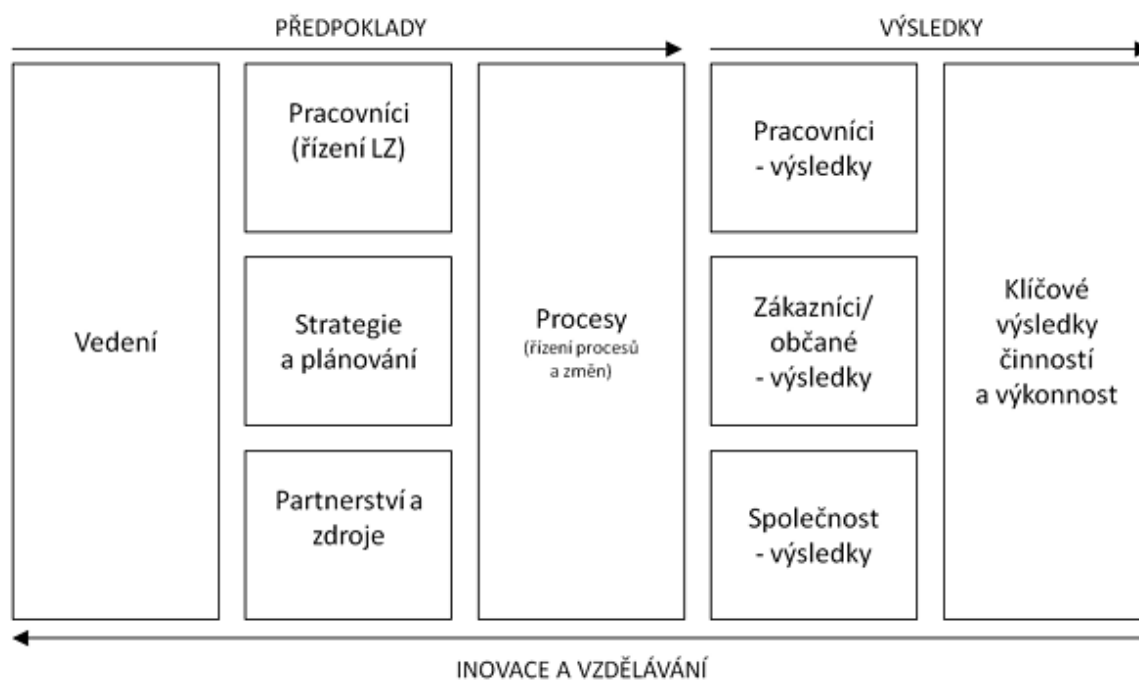 PŘEDPOKLADY
VÝSLEDKY
Vedení
Pracovníci
(řízení LZ)
Strategie
a plánování
Partnerství a
zdroje
Procesy
(řízení procesů
a změn)
Pracovníci
- výsledky
Zákazníci/
občané
- výsledky
Společnost
- výsledky
Klíčové
výsledky
činností
a výkonnost
INOVACE A VZDĚLÁVÁNÍ